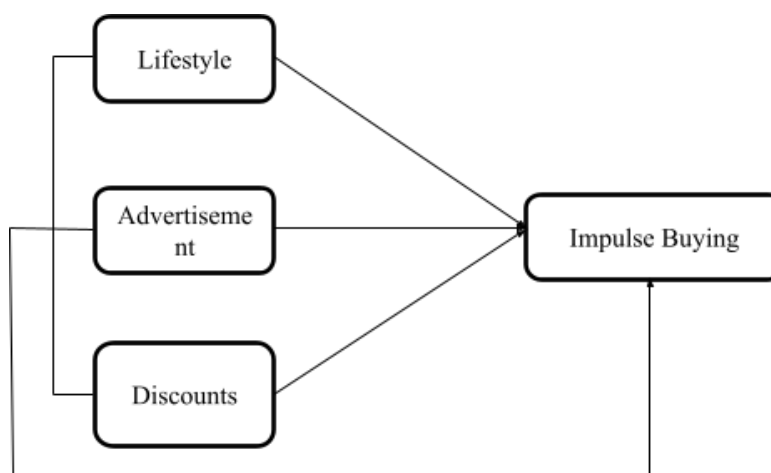 Lifestyle
Advertiseme
nt
Impulse Buying
Discounts